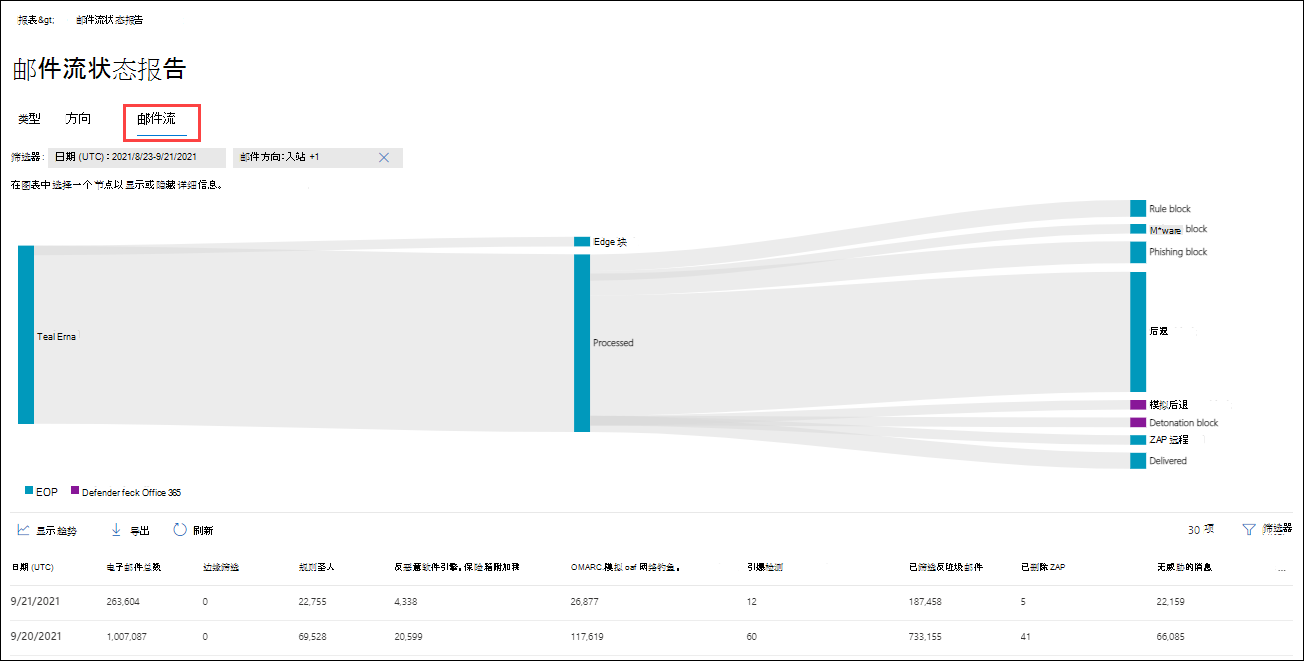 报表&gt; 邮件流状态报告
邮件流状态报告
类型 方向 邮件流
筛选器: 日期 (UTC) : 2021/8/23-9/21/2021 邮件方向:入站 +1
在图表中选择一个节点以显示或隐藏详细信息。
Rule block
M*ware block
Edge 块
Phishing block
后退
Teal Erna
Processed
模拟后退
Detonation block
ZAP 远程
Delivered
EOP Defender feck Office 365
显示趋势 导出 刷新 30 项 筛选器
日期 (UTC) 电子邮件总数 边缘筛选 规则圣人 反恶意软件引擎。保险箱附加我 OMARC.模拟 oaf 网络钓鱼。 引爆检测 已筛选反垃圾邮件 已删除 ZAP 无威胁的消息 ...
9/21/2021 263,604 0 22,755 4,338 26,877 12 187,458 5 22,159
9/20/2021 1,007,087 0 69,528 20,599 117,619 60 733,155 41 66,085